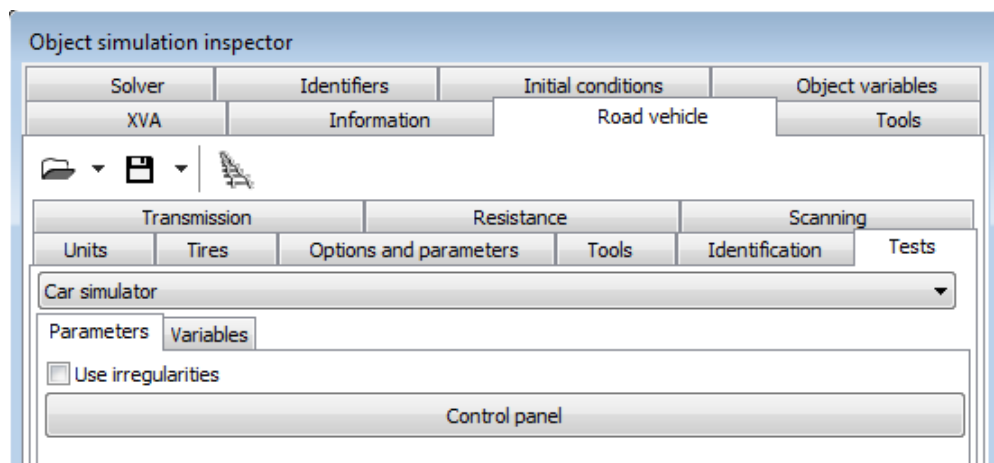 Object simulation inspector
Solver Identifiers Initial conditions Object variables
XVA Information Road vehicle Tools
Transmission Resistance Scanning
Units Tires Options and parameters Tools Identification Tests
Car simulator
Parameters Variables
Use irregularities
Control panel